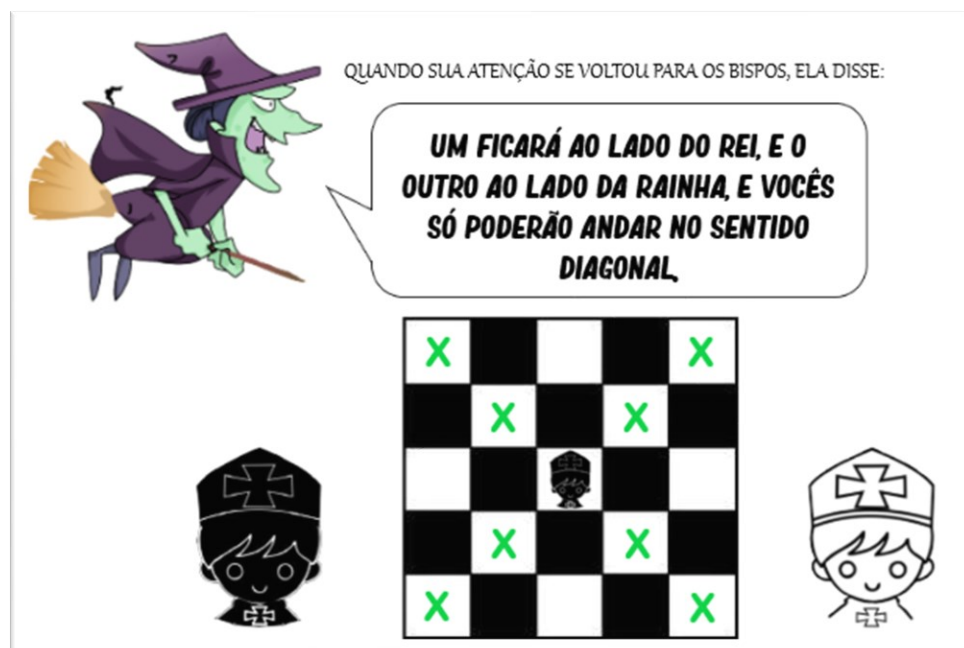 QUANDO SUA ATENÇÃO SE VOLTOU PARA OS BISPOS, ELA DISSE:
UM FICARÁ AO LADO DO REI, E O
OUTRO AO LADO DA RAINHA, E VOCÊS
SÓ PODERÃO ANDAR NO SENTIDO
DIAGONAL.
X X
X X
X X
X X